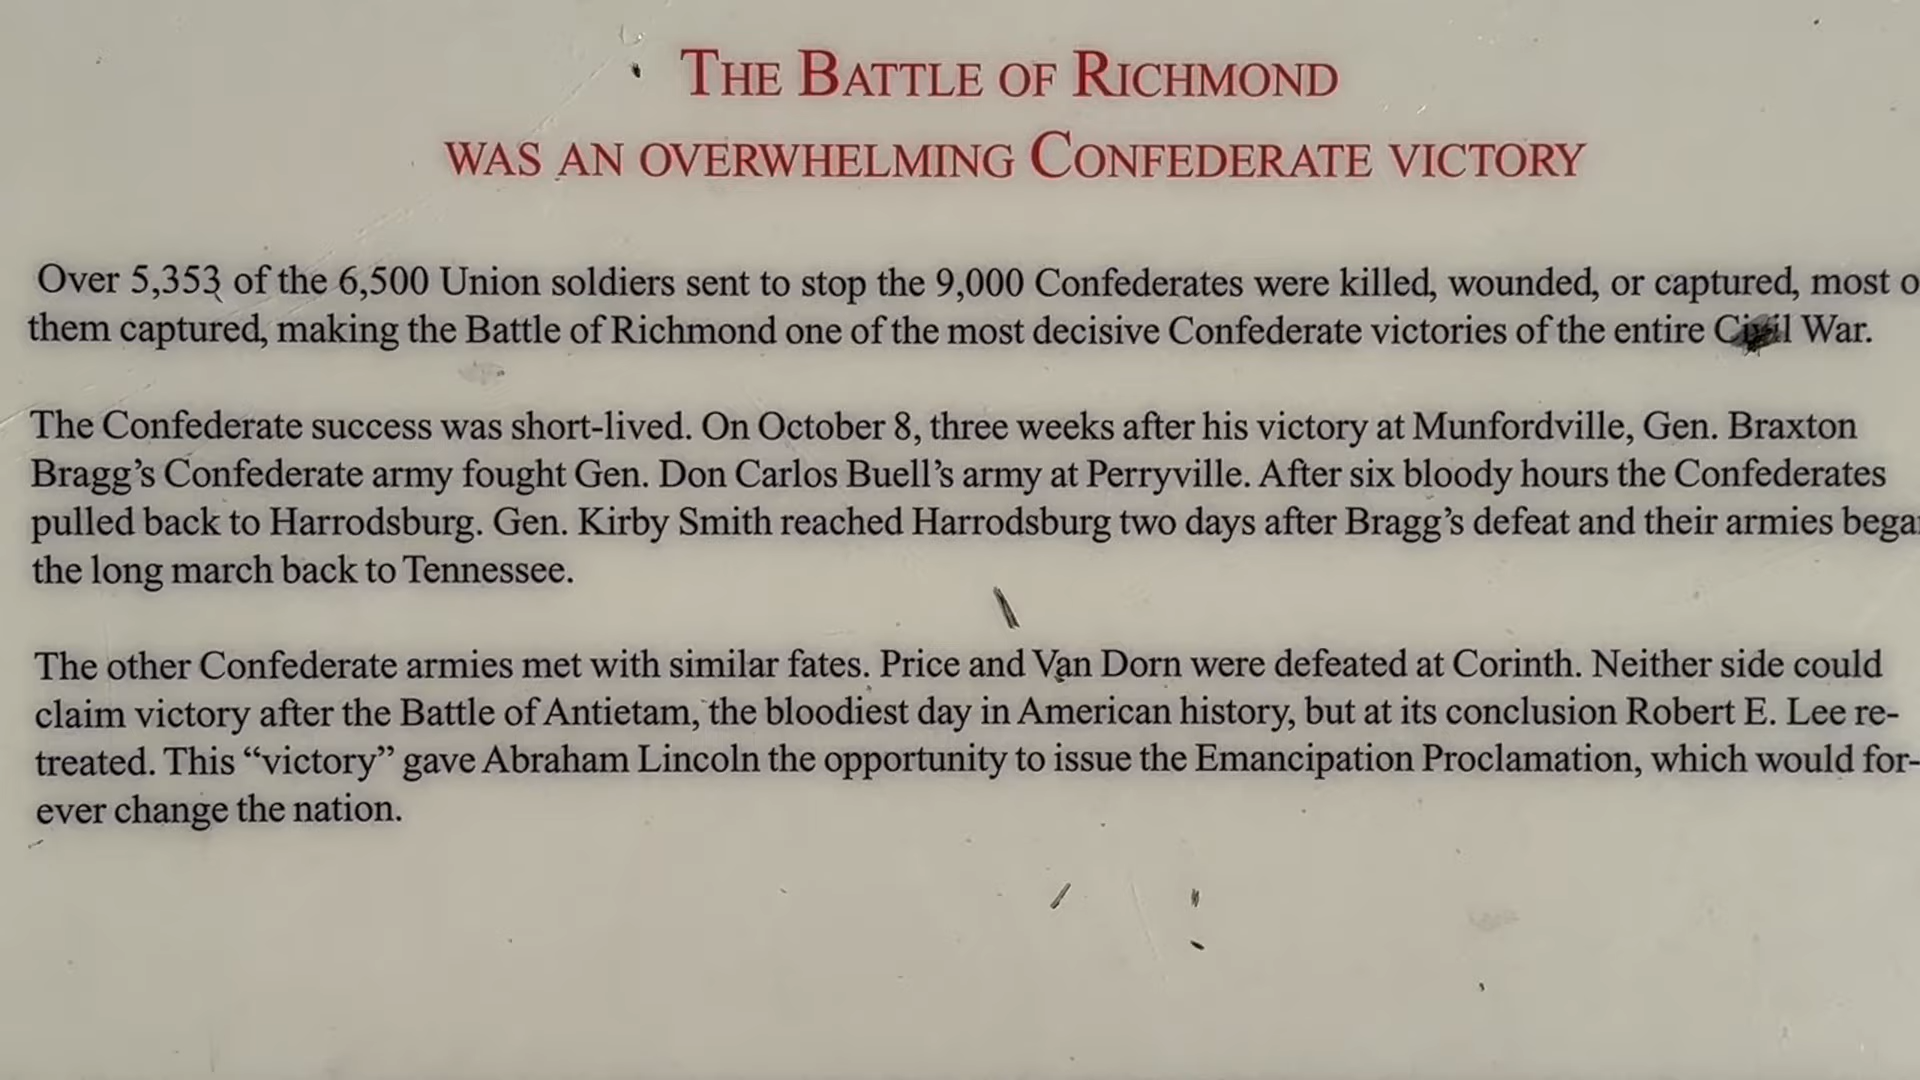 THE BATTLE OF RICHMOND
WAS AN OVERWHELMING CONFEDERATE VICTORY
Over 5,353 of the 6,500 Union soldiers sent to stop the 9,000 Confederates were killed, wounded, or captured, most o
them captured, making the Battle of Richmond one of the most decisive Confederate victories of the entire Civil War.
The Confederate success was short-lived. On October 8, three weeks after his victory at Munfordville, Gen. Braxton
Bragg’s Confederate army fought Gen. Don Carlos Buell’s army at Perryville. After six bloody hours the Confederates
pulled back to Harrodsburg. Gen. Kirby Smith reached Harrodsburg two days after Bragg’s defeat and their armies bega
the long march back to Tennessee.
The other Confederate armies met with similar fates. Price and Van Dorn were defeated at Corinth. Neither side could
claim victory after the Battle of Antietam, the bloodiest day in American history, but at its conclusion Robert E. Lee re-
treated. This “victory” gave Abraham Lincoln the opportunity to issue the Emancipation Proclamation, which would for-
ever change the nation.